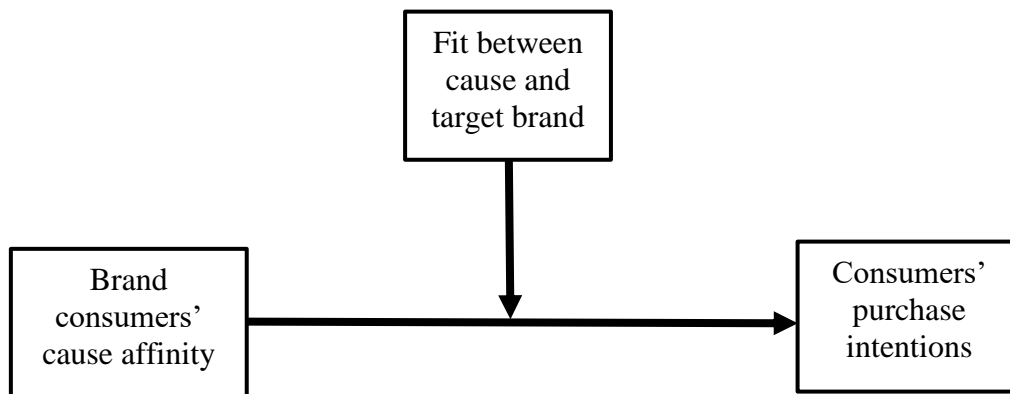 Fit between
cause and
target brand
Brand
consumers’
cause affinity
Consumers’
purchase
intentions